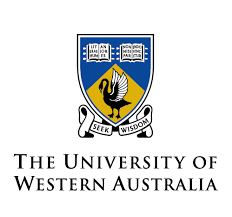 SEEK WISDOM
THE UNIVERSITY OF
WESTERN AUSTRALIA